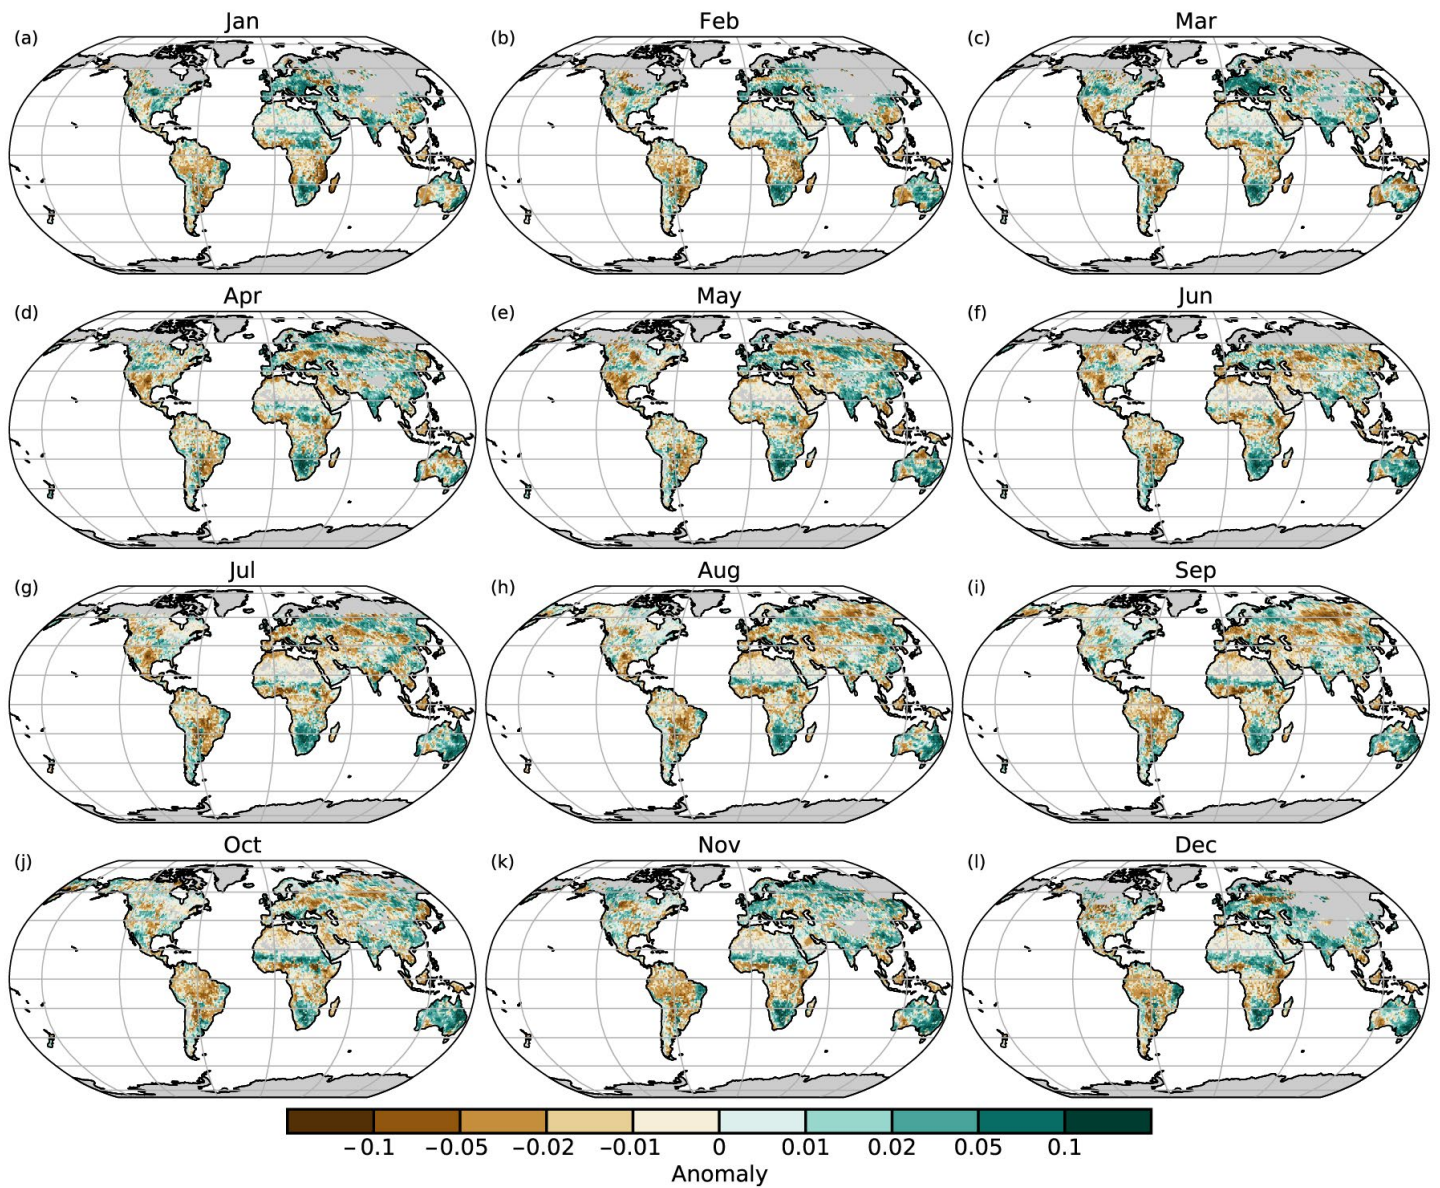 Jan Feb Mar
(a) (b) (c)
Apr May Jun
(d) (e) (f)
Jul Aug Sep
(g) (h) (i)
Oct Nov Dec
(j) (k) (l)
−0.1 −0.05 −0.02 −0.01 0 0.01 0.02 0.05 0.1
Anomaly